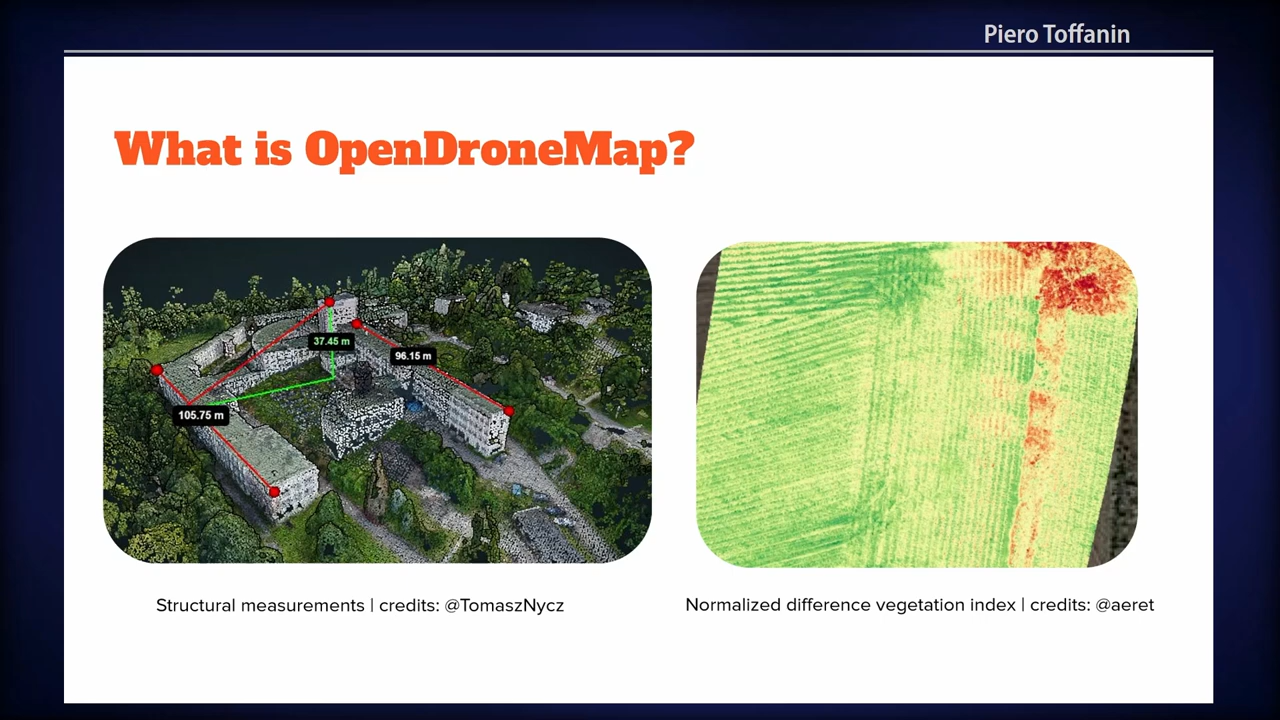 Piero Toffanin
What is OpenDroneMap?
37.45 m
96.15 m
105.75 m
Structural measurements | credits: @TomaszNycz
Normalized difference vegetation index | credits: @aeret